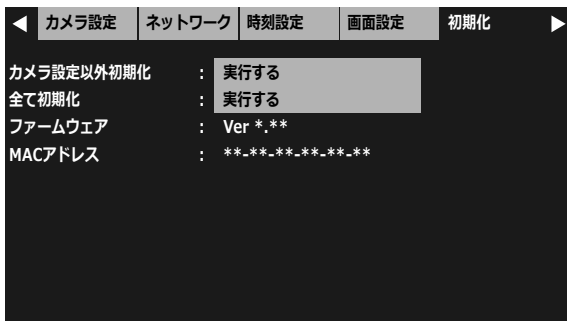 ◀ カメラ設定 ネットワーク 時刻設定 画面設定 初期化 ▶
カメラ設定以外初期化 : 実行する
全て初期化 : 実行する
ファームウェア : Ver *.**
MACアドレス : **-**-**-**-**-**